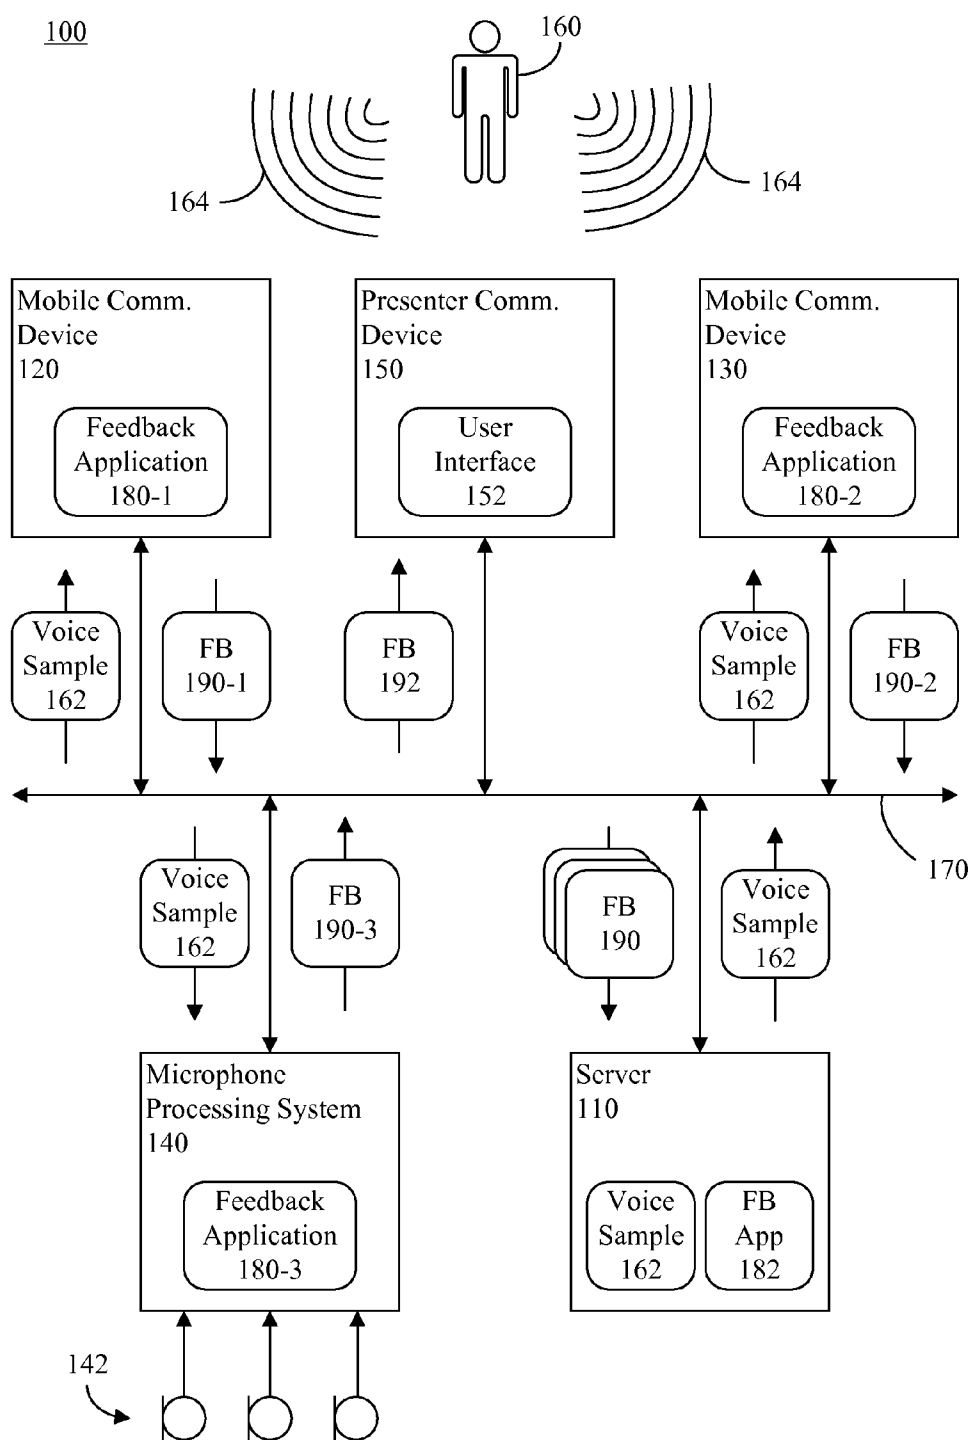 100
160
164
164
Mobile Comm.
Device
120
Feedback
Application
180-1
Presenter Comm.
Device
150
User
Interface
152
Mobile Comm.
Device
130
Feedback
Application
180-2
Voice
Sample
162
FB
190-1
FB
192
Voice
Sample
162
FB
190-2
170
Voice
Sample
162
FB
190-3
FB
190
Voice
Sample
162
Microphone
Processing System
140
Feedback
Application
180-3
Server
110
Voice
Sample
162
FB
App
182
142